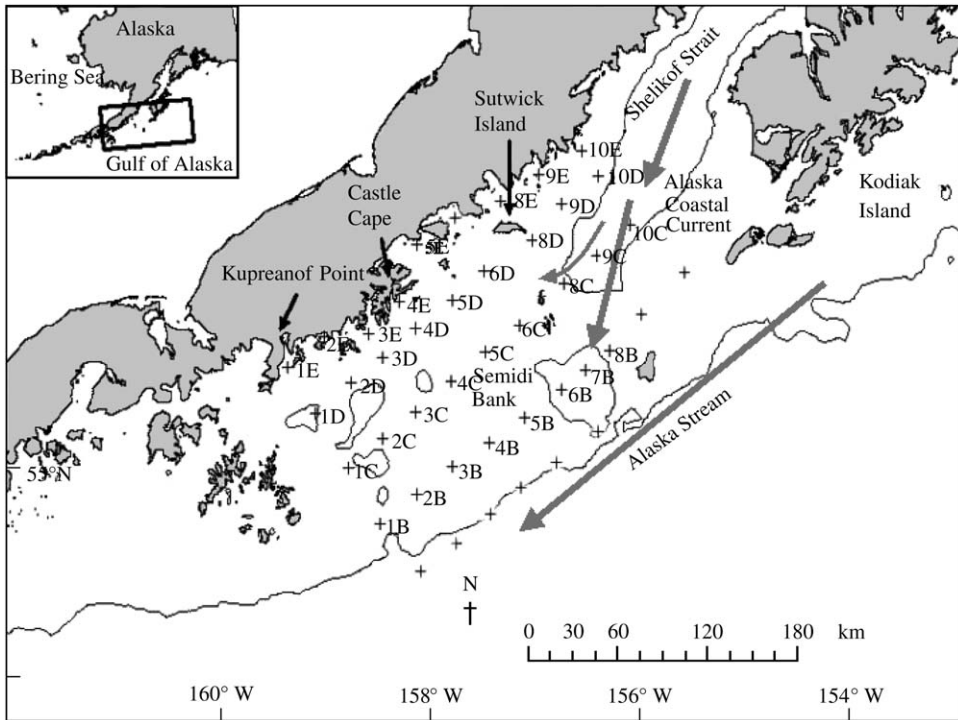 Alaska
Bering Sea
Gulf of Alaska
Shelikof Strait
Sutwick
Island
10E
9E
10D
8E
9D
Alaska
Coastal
Current
Kodiak
Island
Castle
Cape
10C
8D
5E
9C
Kupreanof Point
6D
8C
4E
5D
6C
3E
4D
2E
5C
8B
1E
3D
Semidi
Bank
7B
2D
4C
6B
1D
3C
5B
Alaska Stream
2C
4B
53°N
1C
3B
2B
1B
N
0 30 60 120 180 km
160° W
158° W
156° W
154° W